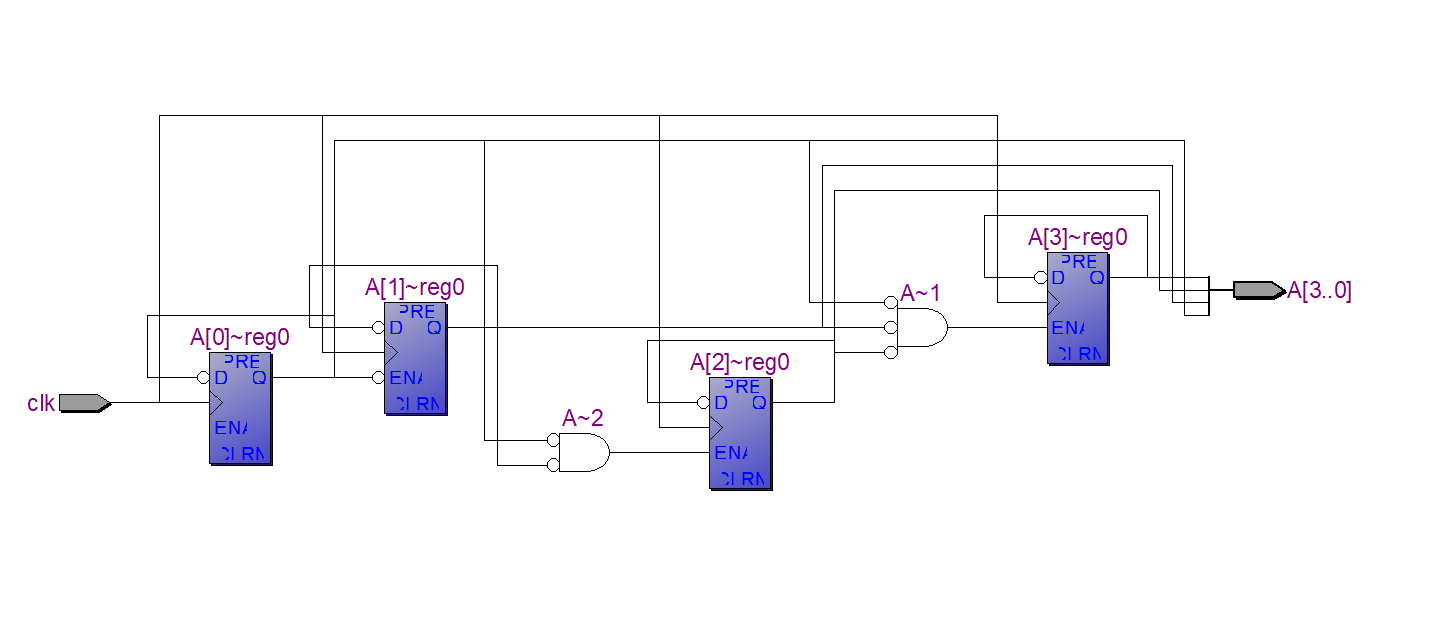 clk
A[0]~reg0
PRE
D
Q
ENA
CLRN
A[1]~reg0
PRE
D
Q
ENA
CLRN
A~2
A[2]~reg0
PRE
D
Q
ENA
CLRN
A~1
A[3]~reg0
PRE
D
Q
ENA
CLRN
A[3..0]